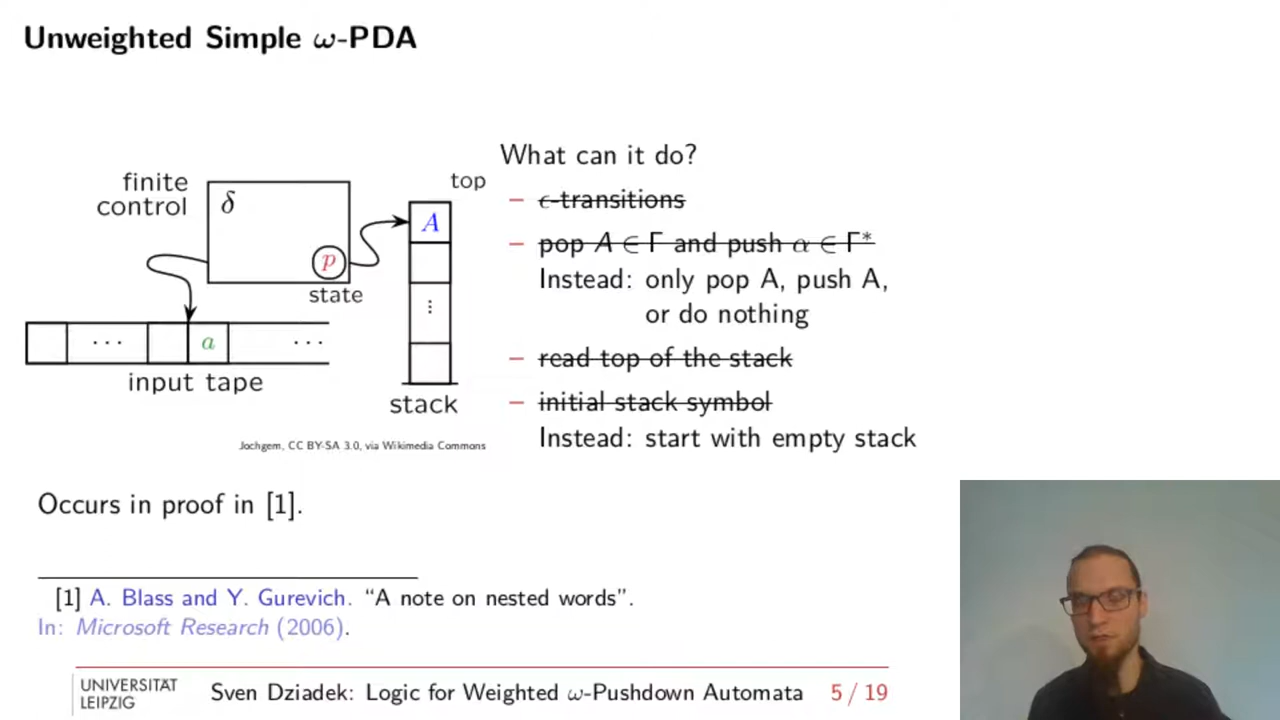 Unweighted Simple ω-PDA
finite
control
δ
p
state
top
A
⋮
stack
··· a ···
input tape
Jochgem, CC BY-SA 3.0, via Wikimedia Commons
What can it do?
– ϵ-transitions
– pop A ∈ Γ and push α ∈ Γ*
Instead: only pop A, push A,
or do nothing
– read top of the stack
– initial stack symbol
Instead: start with empty stack
Occurs in proof in [1].
[1] A. Blass and Y. Gurevich. “A note on nested words”.
In: Microsoft Research (2006).
UNIVERSITÄT
LEIPZIG
Sven Dziadek: Logic for Weighted ω-Pushdown Automata 5 / 19